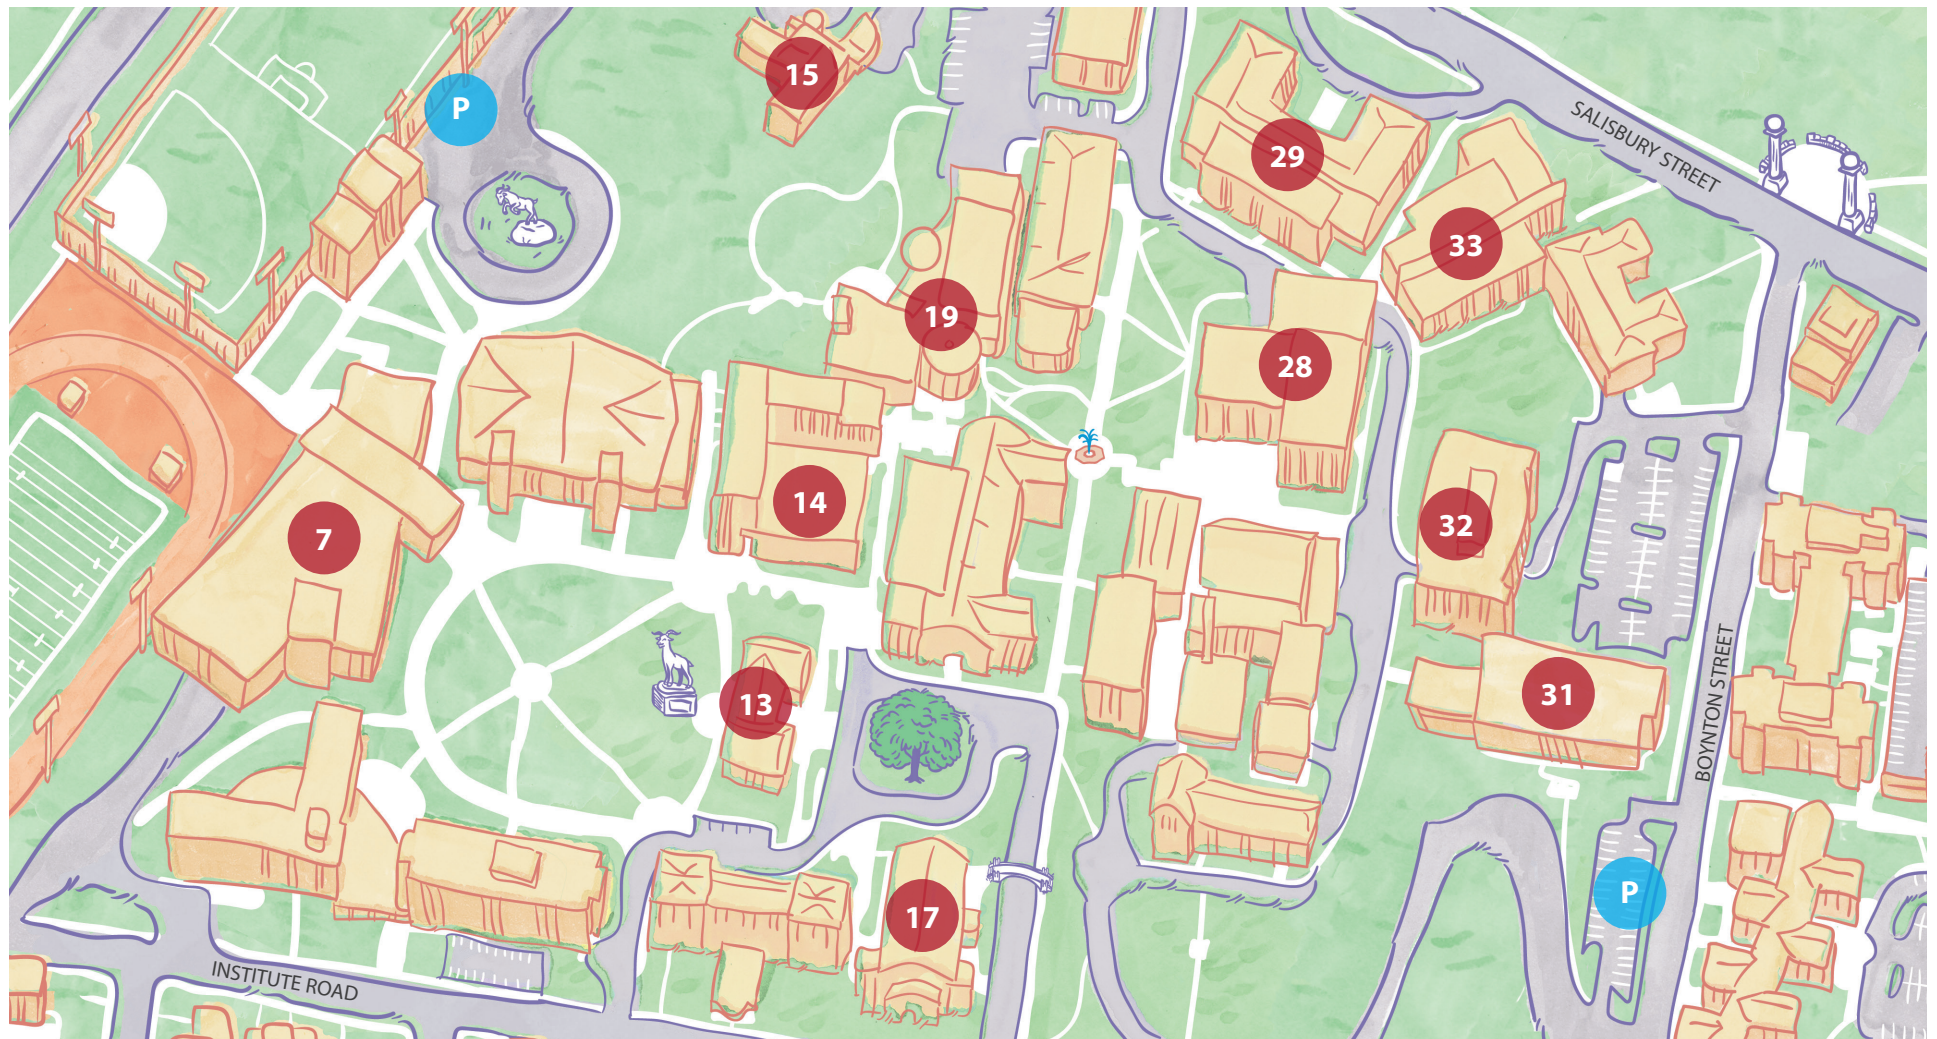 15
P
SALISBURY STREET
29
33
19
28
14
32
7
31
13
BOYNTON STREET
P
17
INSTITUTE ROAD